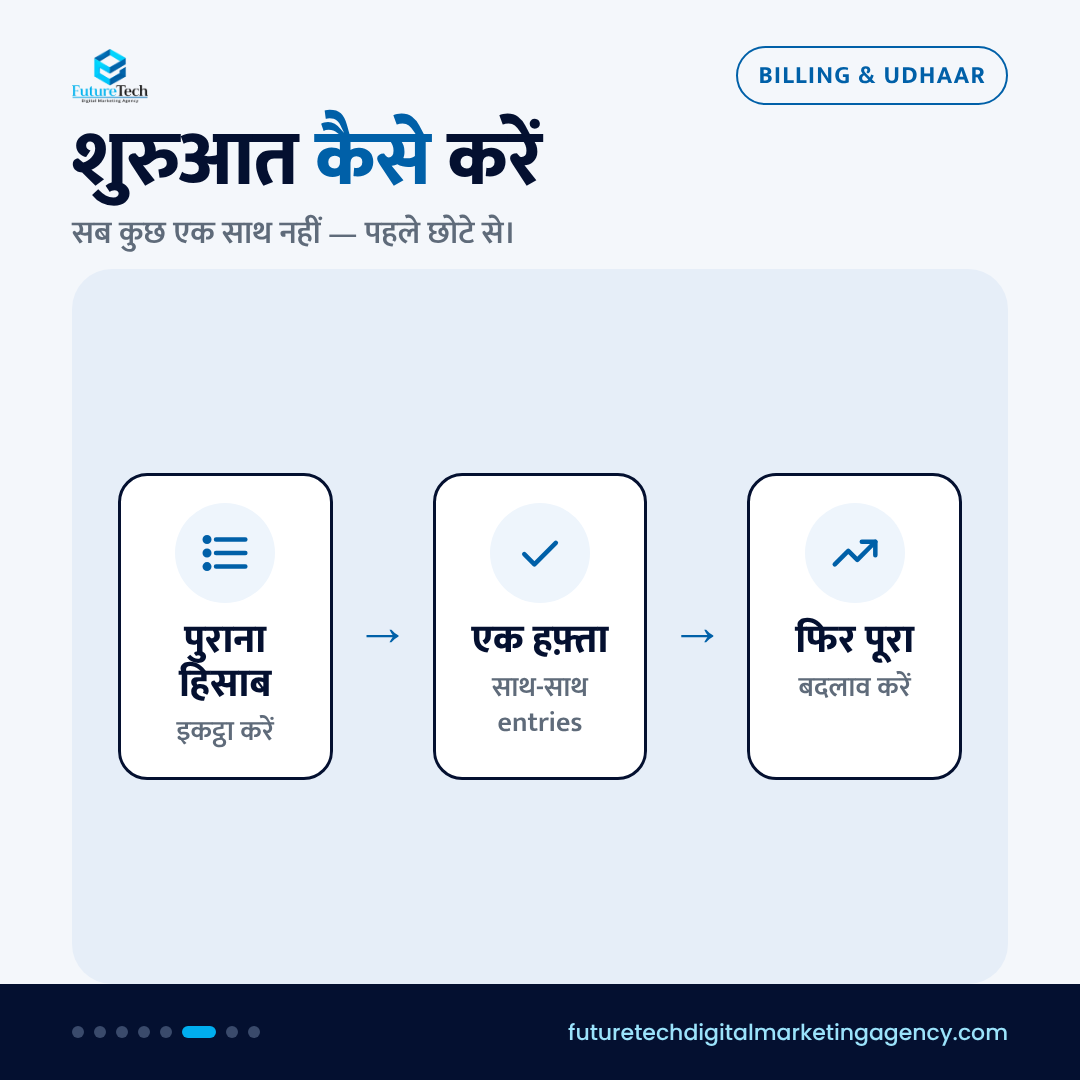 FutureTech
Digital Marketing Agency
BILLING & UDHAAR
शुरुआत कैसे करें
सब कुछ एक साथ नहीं — पहले छोटे से।
पुराना
हिसाब
इकट्ठा करें
→
एक हफ़्ता
साथ-साथ
entries
→
फिर पूरा
बदलाव करें
futuretechdigitalmarketingagency.com